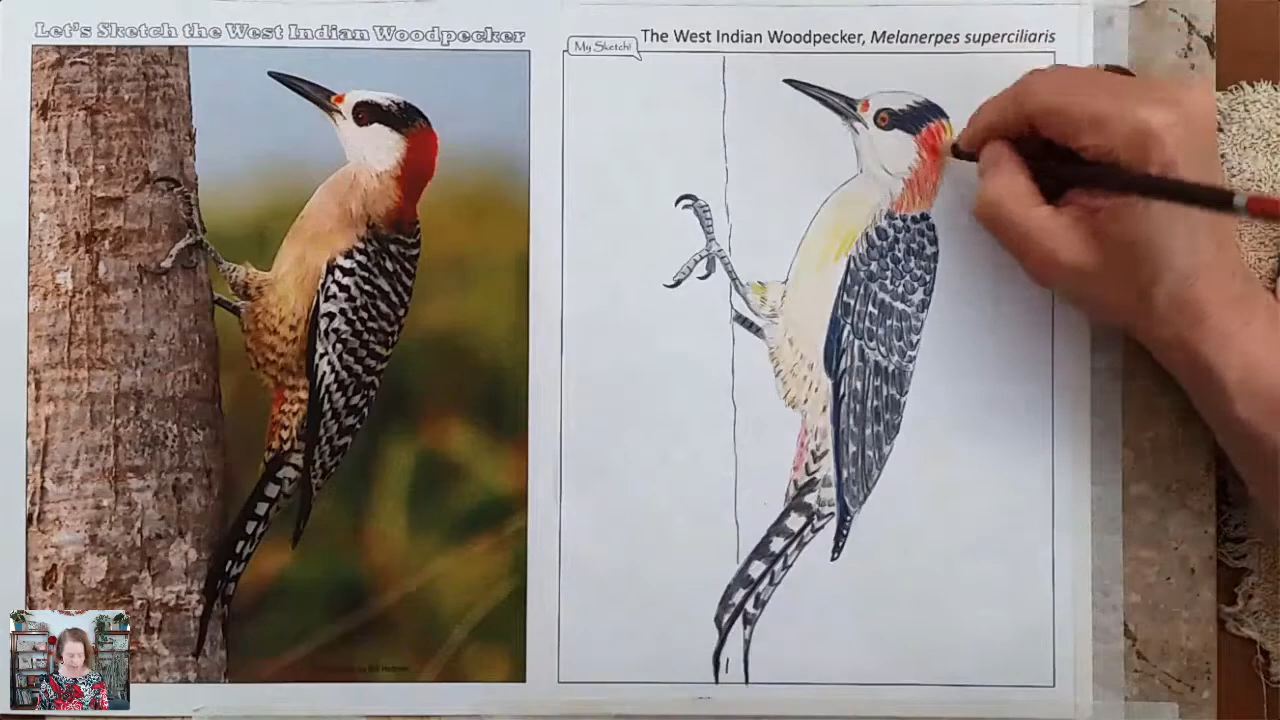 Let's Sketch the West Indian Woodpecker
The West Indian Woodpecker, Melanerpes superciliaris
My Sketch!